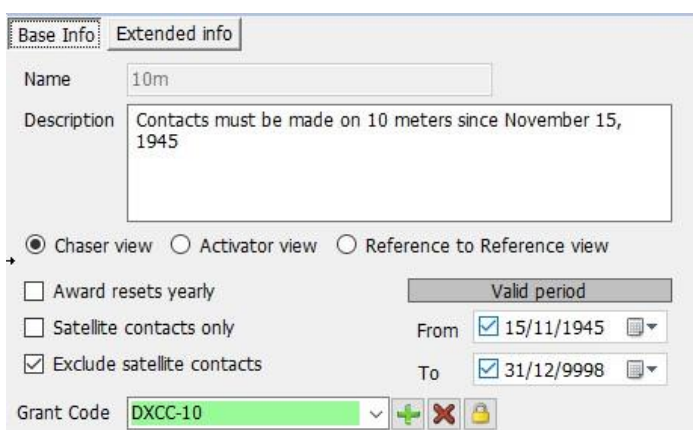 Base Info Extended info
Name 10m
Description Contacts must be made on 10 meters since November 15,
1945
Chaser view Activator view Reference to Reference view
Award resets yearly Valid period
Satellite contacts only From 15/11/1945
Exclude satellite contacts To 31/12/9998
Grant Code DXCC-10